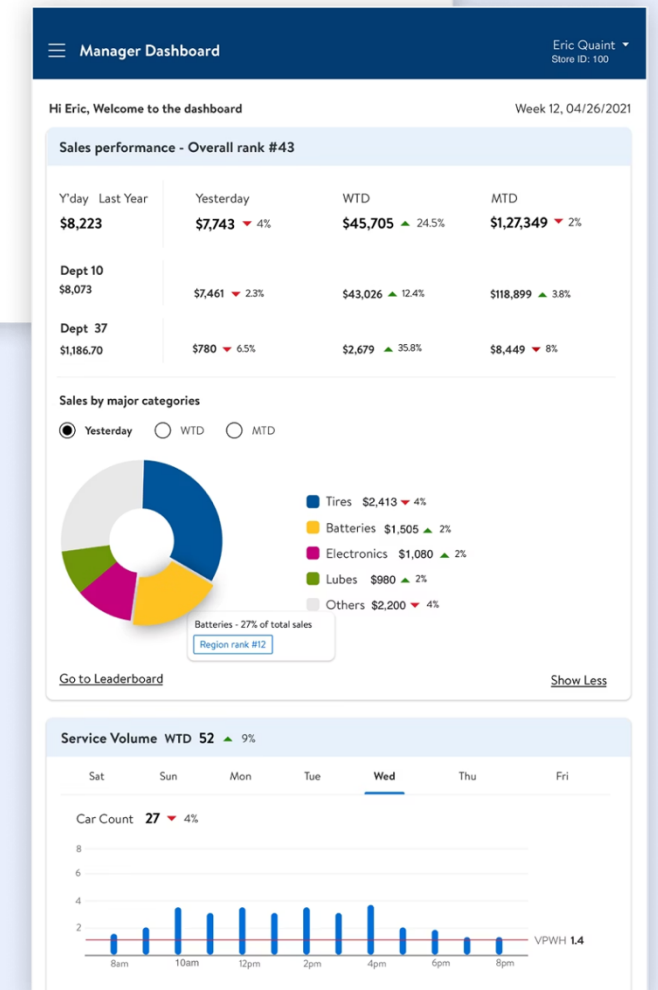 Manager Dashboard
Eric Quaint
Store ID: 100
Hi Eric, Welcome to the dashboard
Week 12, 04/26/2021
Sales performance - Overall rank #43
Y'day Last Year Yesterday WTD MTD
$8,223 $7,743 4% $45,705 24.5% $1,27,349 2%
Dept 10
$8,073 $7,461 2.3% $43,026 12.4% $118,899 3.8%
Dept 37
$1,186.70 $780 6.5% $2,679 35.8% $8,449 8%
Sales by major categories
Yesterday WTD MTD
Tires $2,413 4%
Batteries $1,505 2%
Electronics $1,080 2%
Lubes $980 2%
Others $2,200 4%
Batteries - 27% of total sales
Region rank #12
Go to Leaderboard Show Less
Service Volume WTD 52 9%
Sat Sun Mon Tue Wed Thu Fri
Car Count 27 4%
8
6
4
2
VPWH 1.4
8am 10am 12pm 2pm 4pm 6pm 8pm